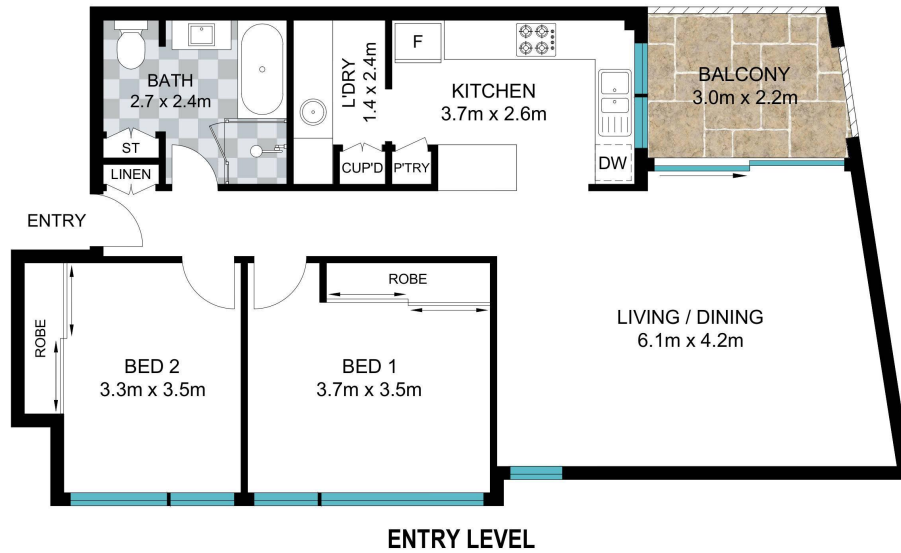 BATH
2.7 x 2.4m
ST
LINEN
L'DRY
1.4 x 2.4m
CUP'D
F
KITCHEN
3.7m x 2.6m
P'TRY
DW
BALCONY
3.0m x 2.2m
ENTRY
ROBE
BED 2
3.3m x 3.5m
ROBE
BED 1
3.7m x 3.5m
LIVING / DINING
6.1m x 4.2m
ENTRY LEVEL